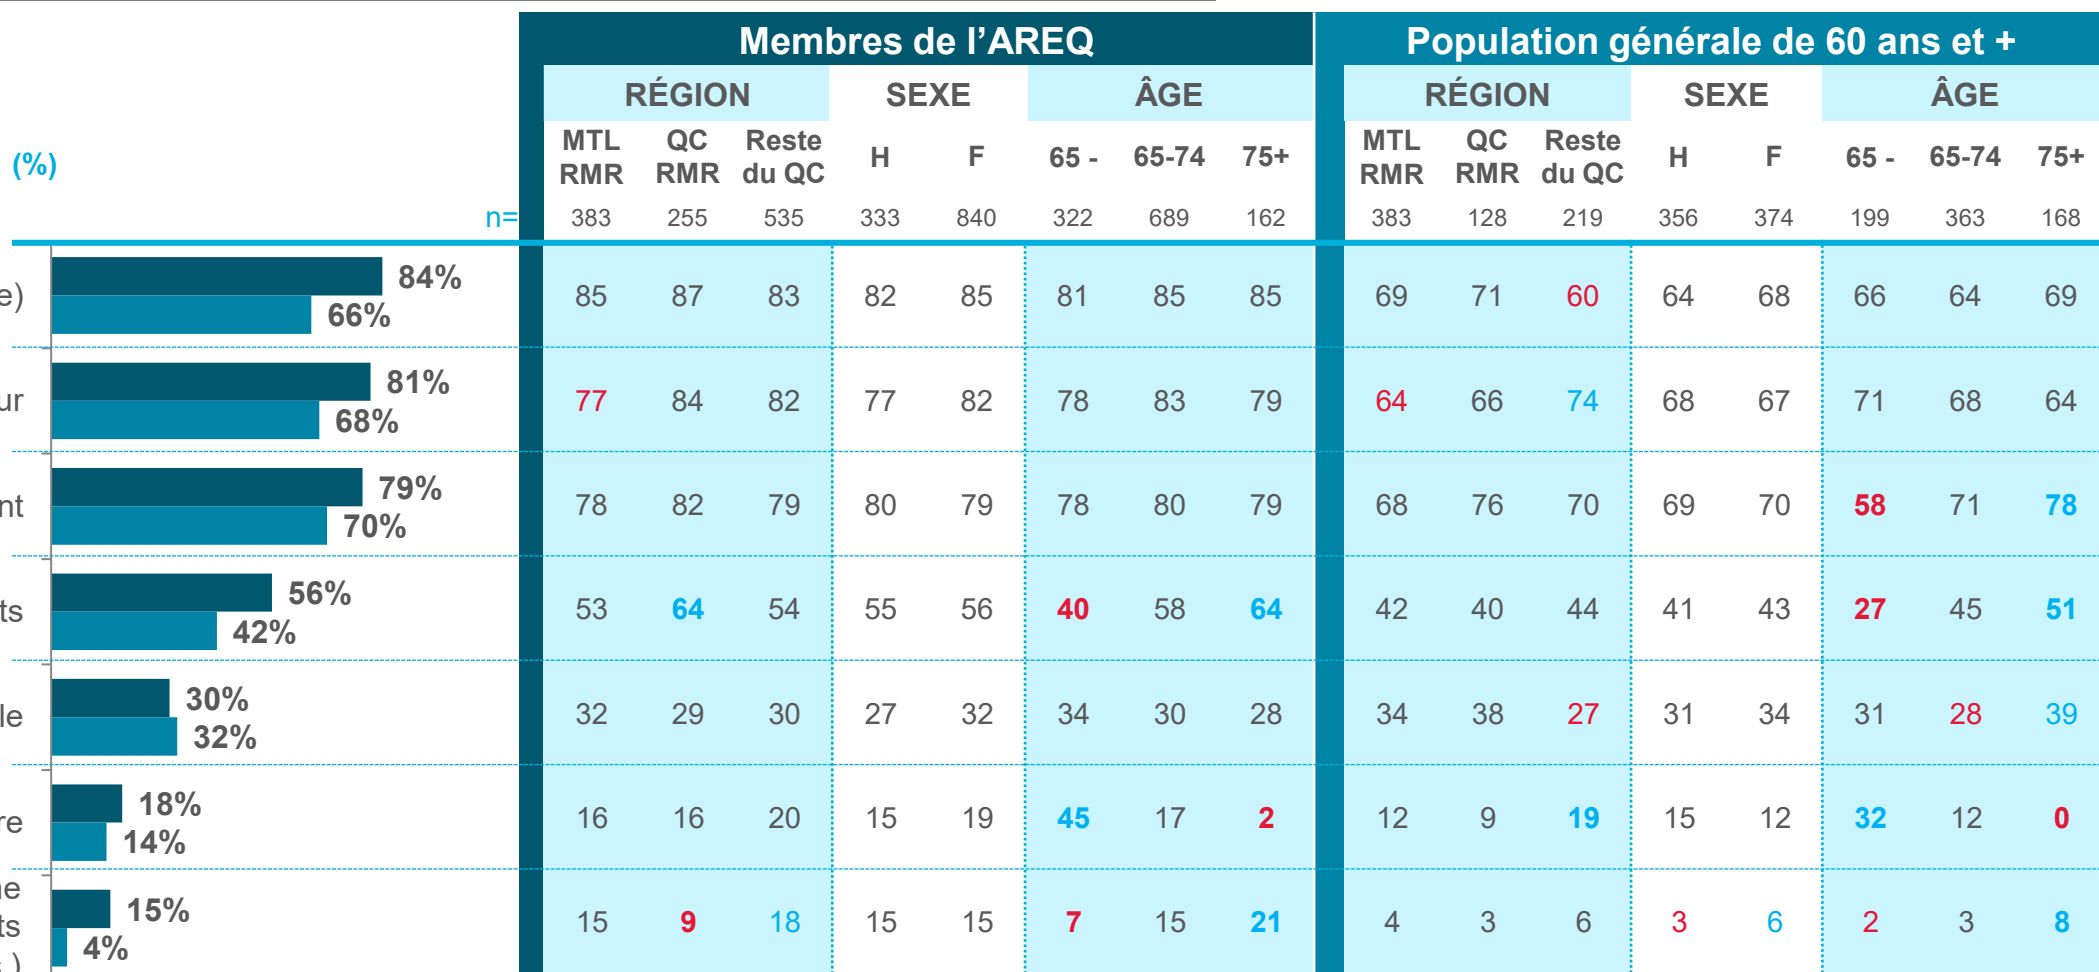 Membres de l'AREQ Population générale de 60 ans et +
RÉGION SEXE ÂGE RÉGION SEXE ÂGE
(%) MTL RMR QC RMR Reste du QC H F 65 - 65-74 75+ MTL RMR QC RMR Reste du QC H F 65 - 65-74 75+
n= 383 255 535 333 840 322 689 162 383 128 219 356 374 199 363 168
84% 66% 85 87 83 82 85 81 85 85 69 71 60 64 68 66 64 69
81% 68% 77 84 82 77 82 78 83 79 64 66 74 68 67 71 68 64
79% 70% 78 82 79 80 79 78 80 79 68 76 70 69 70 58 71 78
56% 42% 53 64 54 55 56 40 58 64 42 40 44 41 43 27 45 51
30% 32% 32 29 30 27 32 34 30 28 34 38 27 31 34 31 28 39
18% 14% 16 16 20 15 19 45 17 2 12 9 19 15 12 32 12 0
15% 4% 15 9 18 15 15 7 15 21 4 3 6 3 6 2 3 8